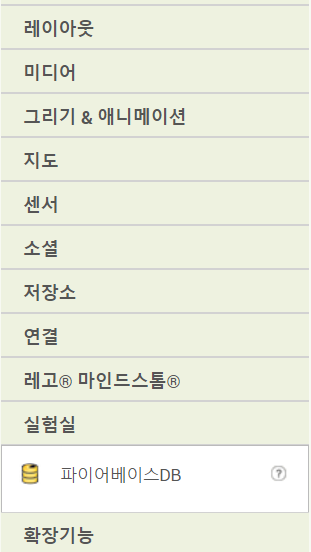 레이아웃
미디어
그리기 & 애니메이션
지도
센서
소셜
저장소
연결
레고® 마인드스톰®
실험실
파이어베이스DB ?
확장기능